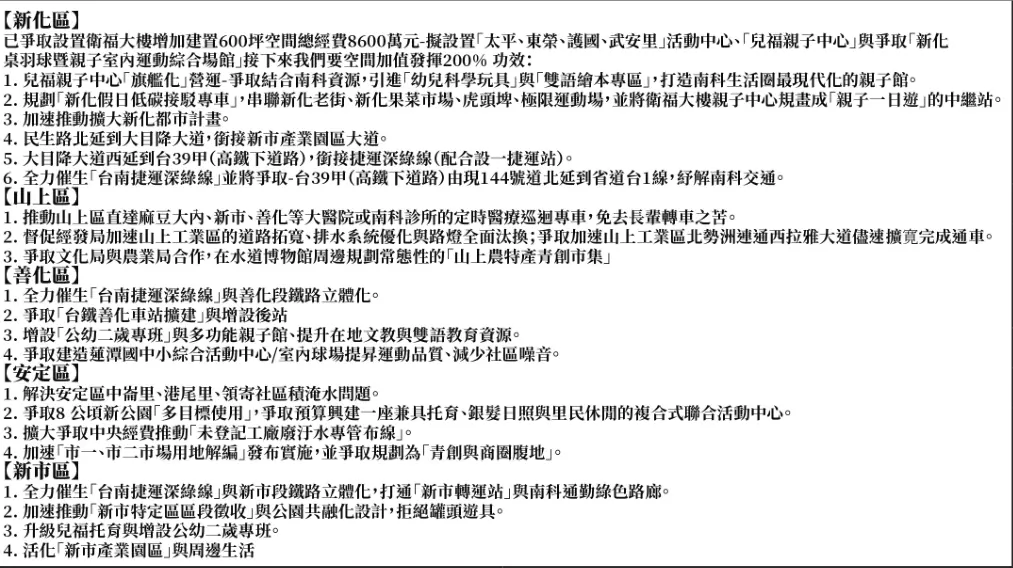 【新化區】
已爭取設置衛福大樓增加建置600坪空間總經費8600萬元-擬設置「太平、東榮、護國、武安里」活動中心、「兒福親子中心」與爭取「新化
桌羽球暨親子室內運動綜合場館」接下來我們要空間加值發揮200% 功效：
1. 兒福親子中心「旗艦化」營運-爭取結合南科資源，引進「幼兒科學玩具」與「雙語繪本專區」，打造南科生活圈最現代化的親子館。
2. 規劃「新化假日低碳接駁專車」，串聯新化老街、新化果菜市場、虎頭埤、極限運動場，並將衛福大樓親子中心規畫成「親子一日遊」的中繼站。
3. 加速推動擴大新化都市計畫。
4. 民生路北延到大目降大道，銜接新市產業園區大道。
5. 大目降大道西延到台39甲（高鐵下道路），銜接捷運深綠線（配合設一捷運站）。
6. 全力催生「台南捷運深綠線」並將爭取-台39甲（高鐵下道路）由現144號道北延到省道台1線，紓解南科交通。
【山上區】
1. 推動山上區直達麻豆大內、新市、善化等大醫院或南科診所的定時醫療巡迴專車，免去長輩轉車之苦。
2. 督促經發局加速山上工業區的道路拓寬、排水系統優化與路燈全面汰換；爭取加速山上工業區北勢洲連通西拉雅大道儘速擴寬完成通車。
3. 爭取文化局與農業局合作，在水道博物館周邊規劃常態性的「山上農特產青創市集」
【善化區】
1. 全力催生「台南捷運深綠線」與善化段鐵路立體化。
2. 爭取「台鐵善化車站擴建」與增設後站
3. 增設「公幼二歲專班」與多功能親子館、提升在地文教與雙語教育資源。
4. 爭取建造蓮潭國中小綜合活動中心/室內球場提昇運動品質、減少社區噪音。
【安定區】
1. 解決安定區中崙里、港尾里、領寄社區積淹水問題。
2. 爭取8 公頃新公園「多目標使用」，爭取預算興建一座兼具托育、銀髮日照與里民休閒的複合式聯合活動中心。
3. 擴大爭取中央經費推動「未登記工廠廢汙水專管布線」。
4. 加速「市一、市二市場用地解編」發布實施，並爭取規劃為「青創與商圈腹地」。
【新市區】
1. 全力催生「台南捷運深綠線」與新市段鐵路立體化，打通「新市轉運站」與南科通勤綠色路廊。
2. 加速推動「新市特定區區段徵收」與公園共融化設計，拒絕罐頭遊具。
3. 升級兒福托育與增設公幼二歲專班。
4. 活化「新市產業園區」與周邊生活